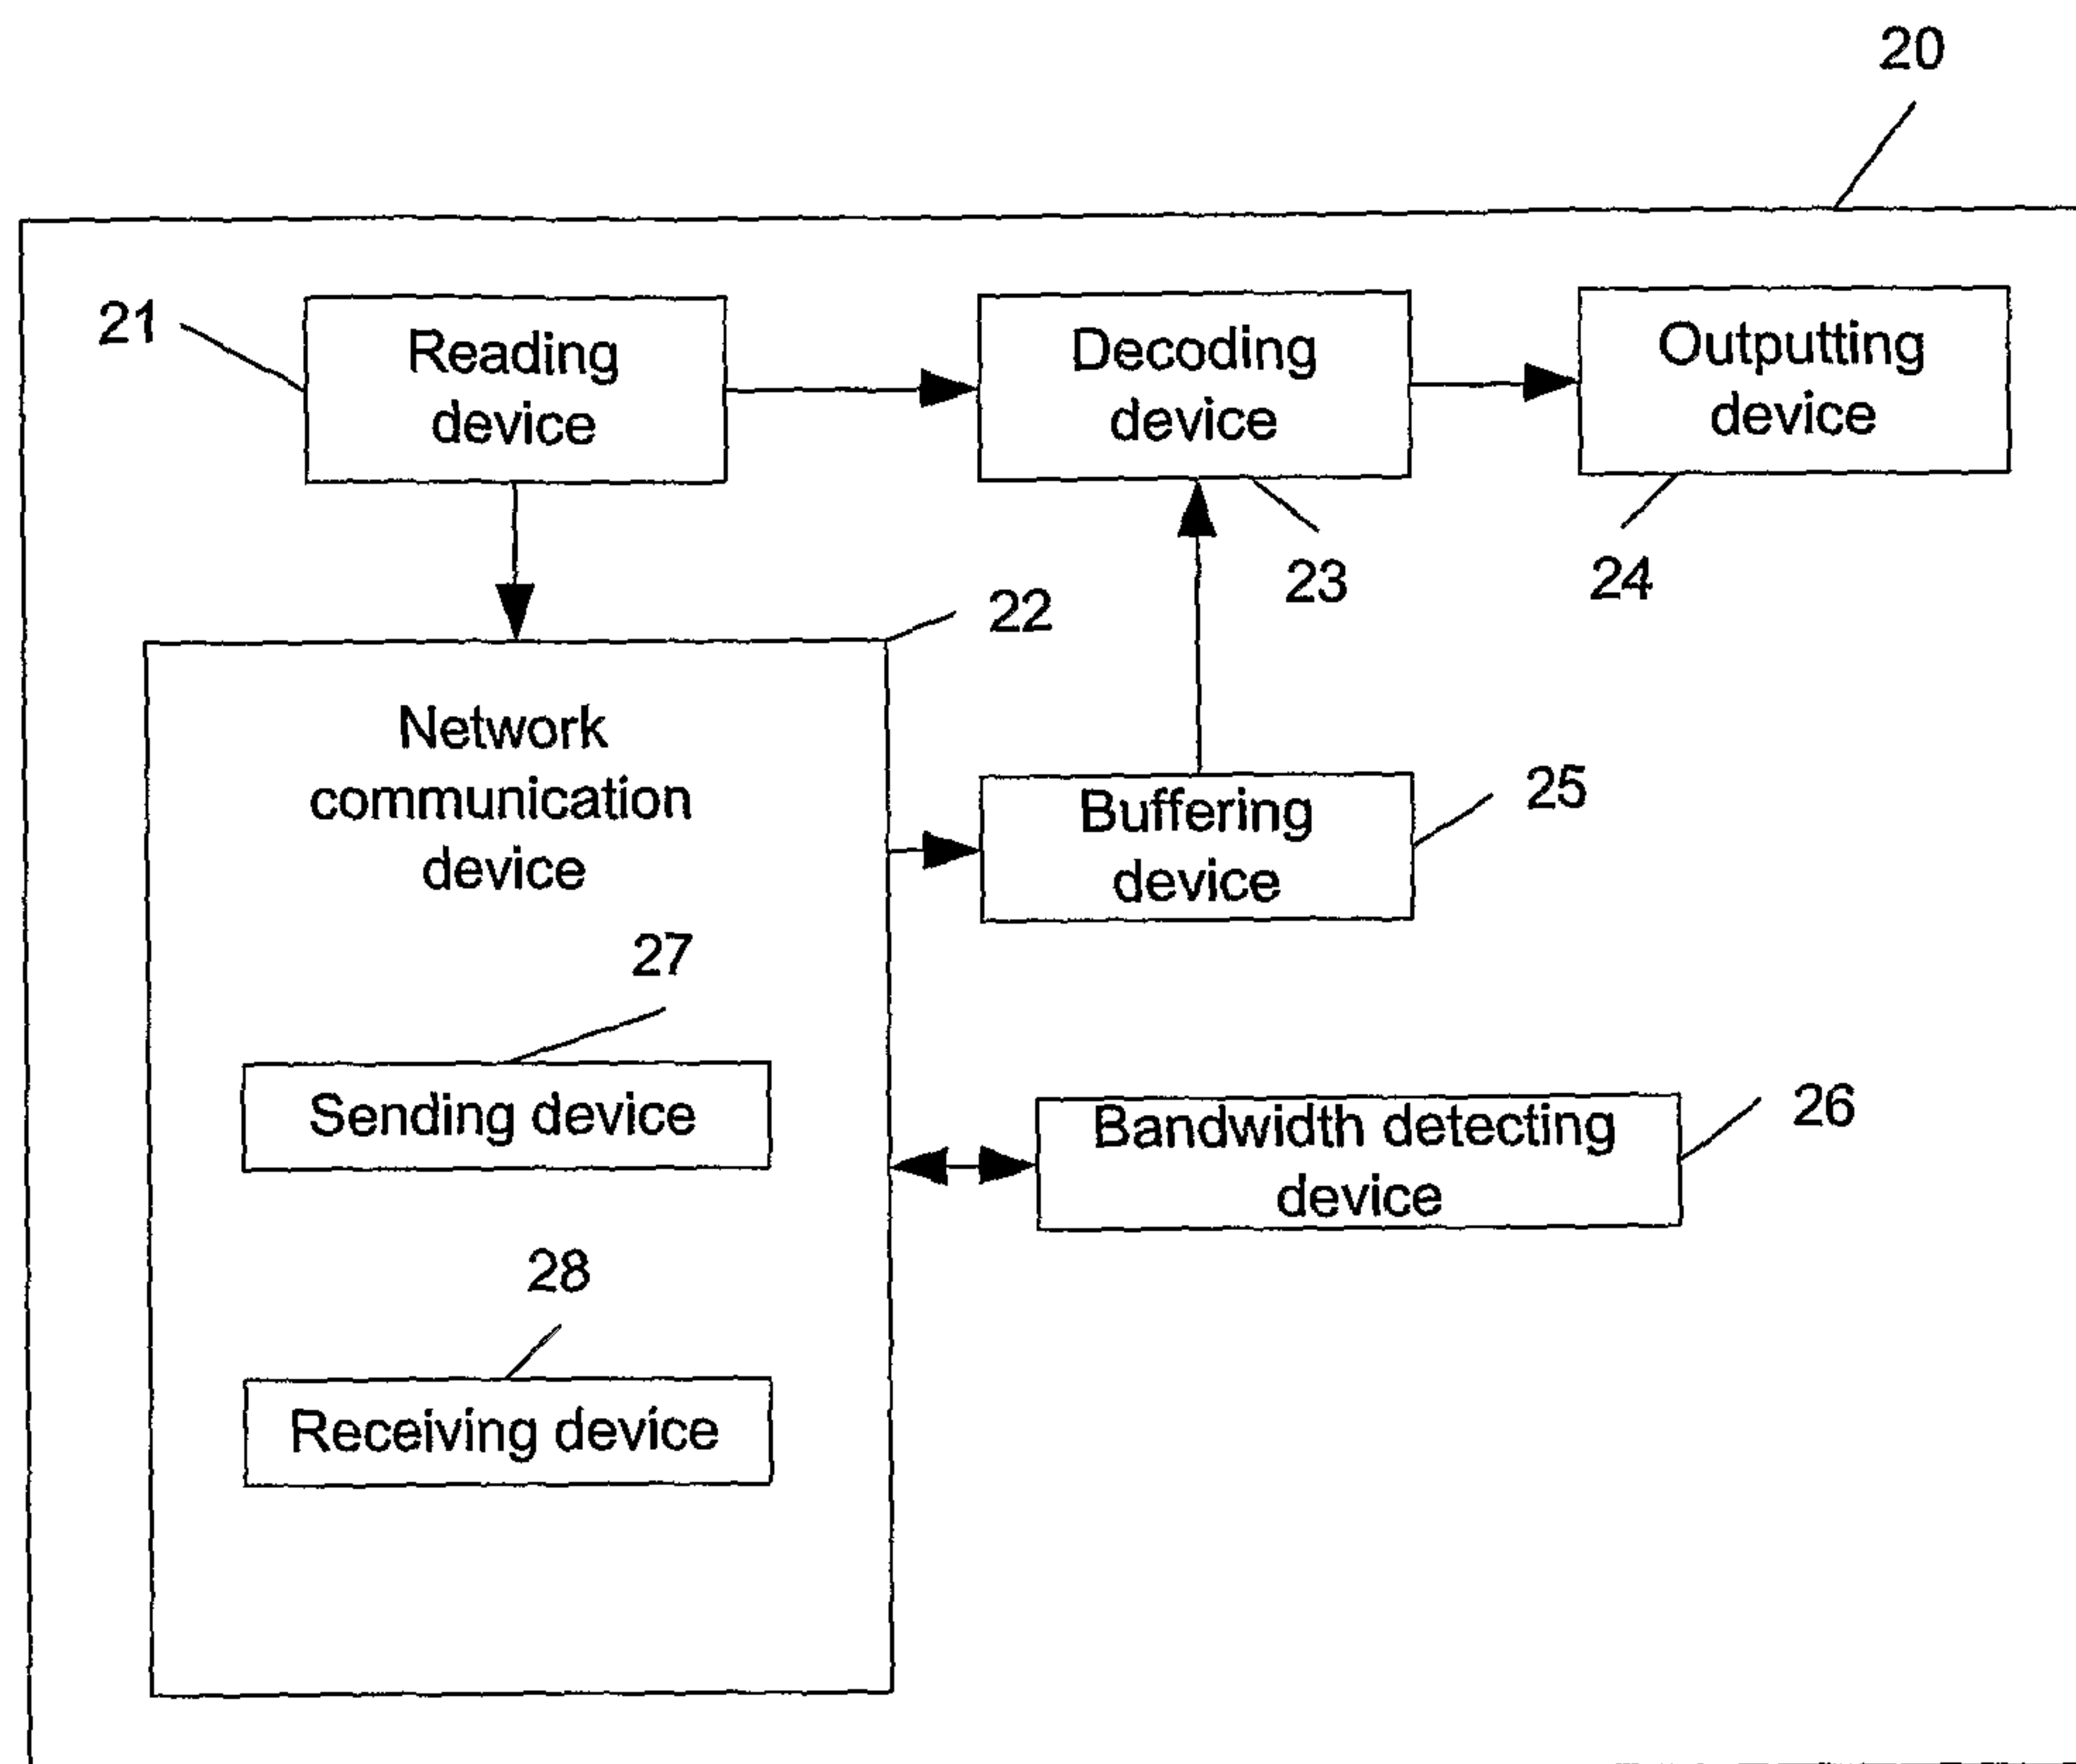 20
21
Reading
device
Decoding
device
Outputting
device
23
24
22
Network
communication
device
Buffering
device
25
27
Sending device
Bandwidth detecting
device
26
28
Receiving device